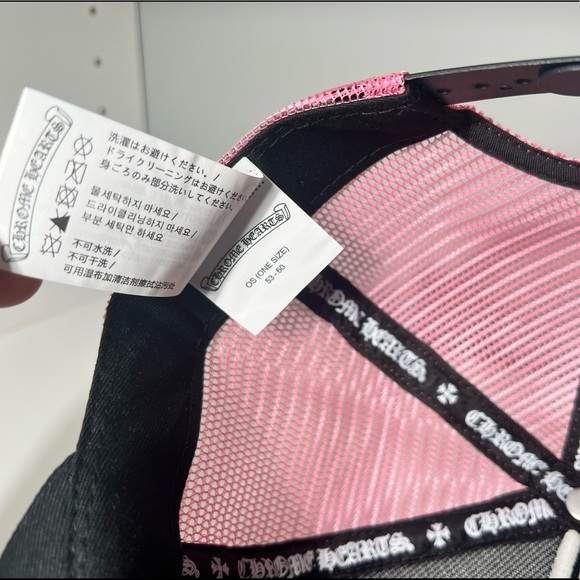 CHROME HEARTS
洗濯はお避けください。/
ドライクリーニングはお避けください。/
身ごろのみ部分洗いしてください。
물세탁하지 마세요/
드라이클리닝하지 마세요/
부분 세탁만 하세요
不可水洗/
不可干洗/
可用湿布加清洁剂擦拭沾污处
CHROME HEARTS
OS (ONE SIZE)
53 - 60
CHROME HEARTS
CHROME HE
CHROME HEARTS
CHROM